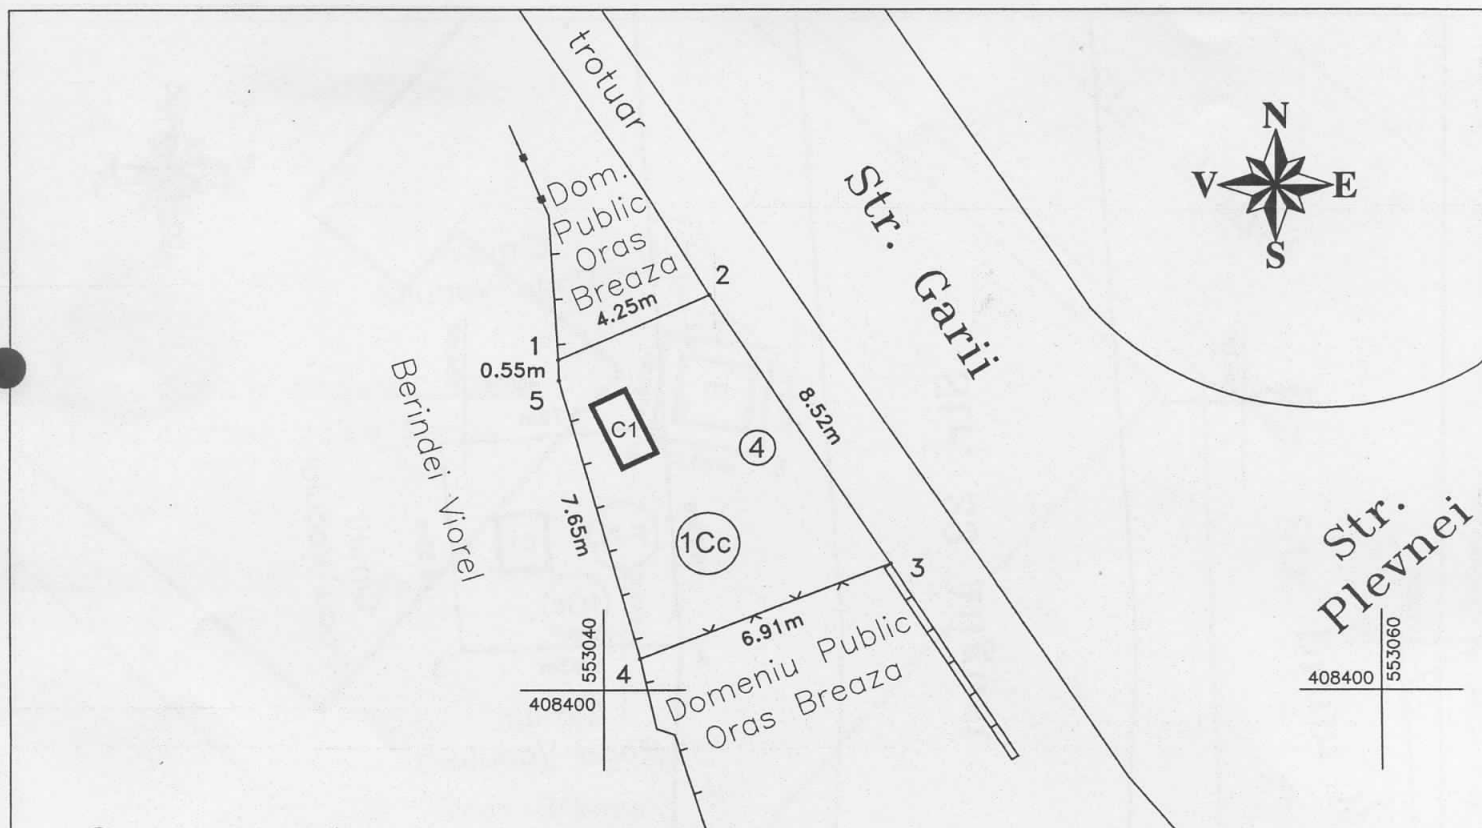 trotuar
N
V E
S
Dom.
Public
Oras
Breaza
Str. Garii
2
4.25m
1
0.55m
5
Berindei Viorel
C1
4
8.52m
7.65m
1Cc
3
6.91m
Str.
Plevnei
553040
4
408400
Domeniu Public
Oras Breaza
553060
408400